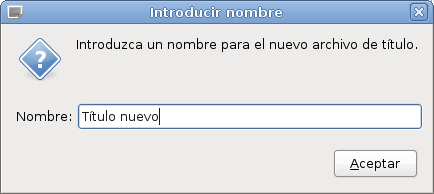 Introducir nombre
Introduzca un nombre para el nuevo archivo de título.
Nombre: Título nuevo
Aceptar